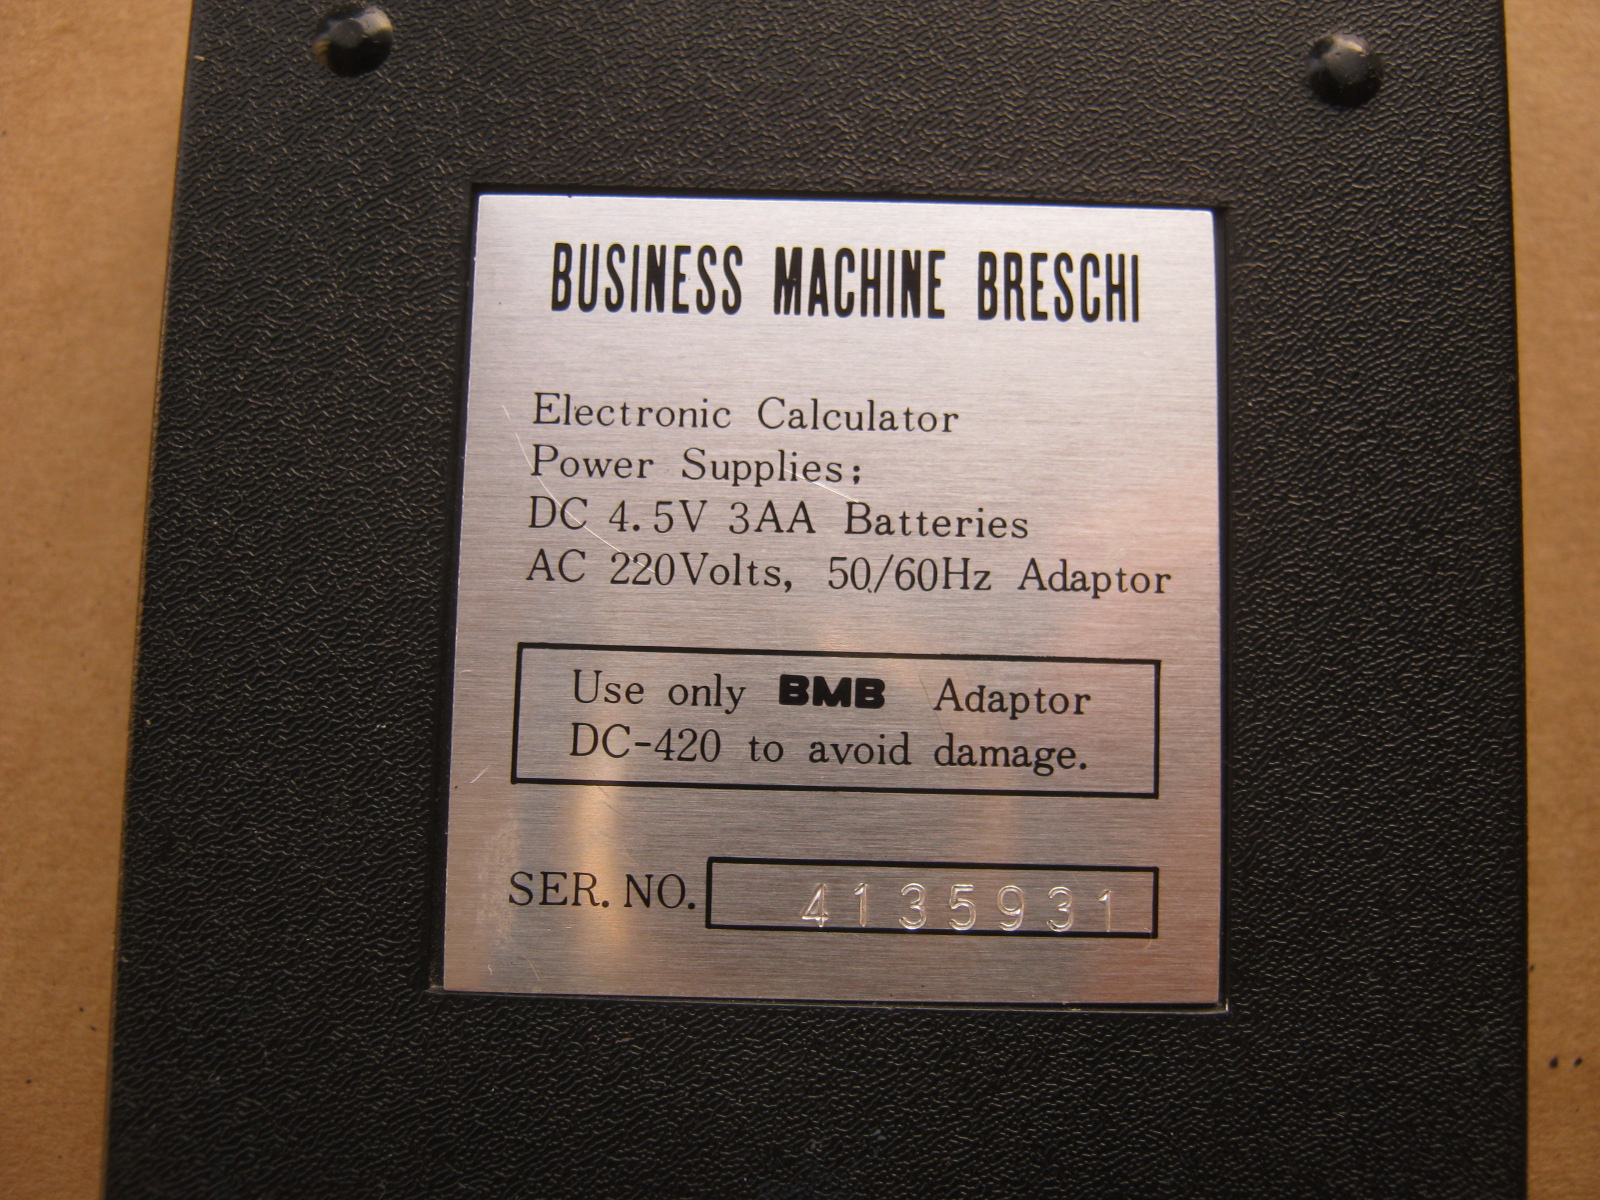 BUSINESS MACHINE BRESCHI
Electronic Calculator
Power Supplies;
DC 4.5V 3AA Batteries
AC 220Volts, 50/60Hz Adaptor
Use only BMB Adaptor
DC-420 to avoid damage.
SER. NO. 4135931